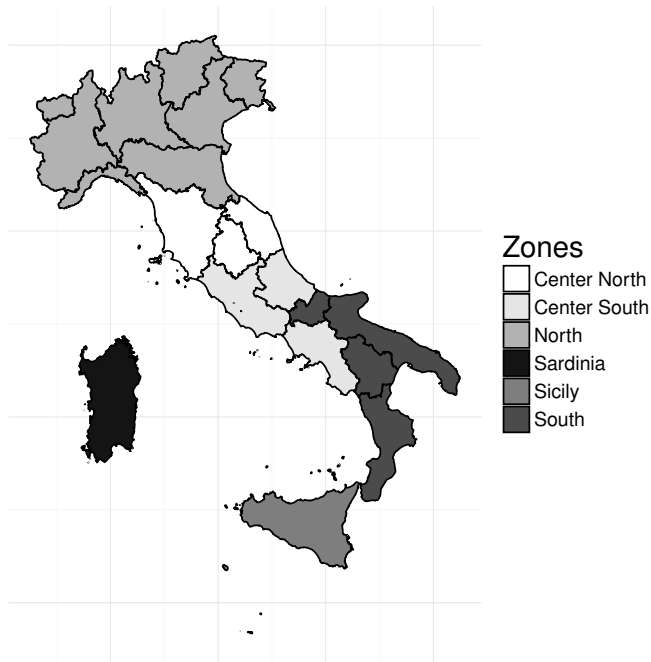 Zones
Center North
Center South
North
Sardinia
Sicily
South